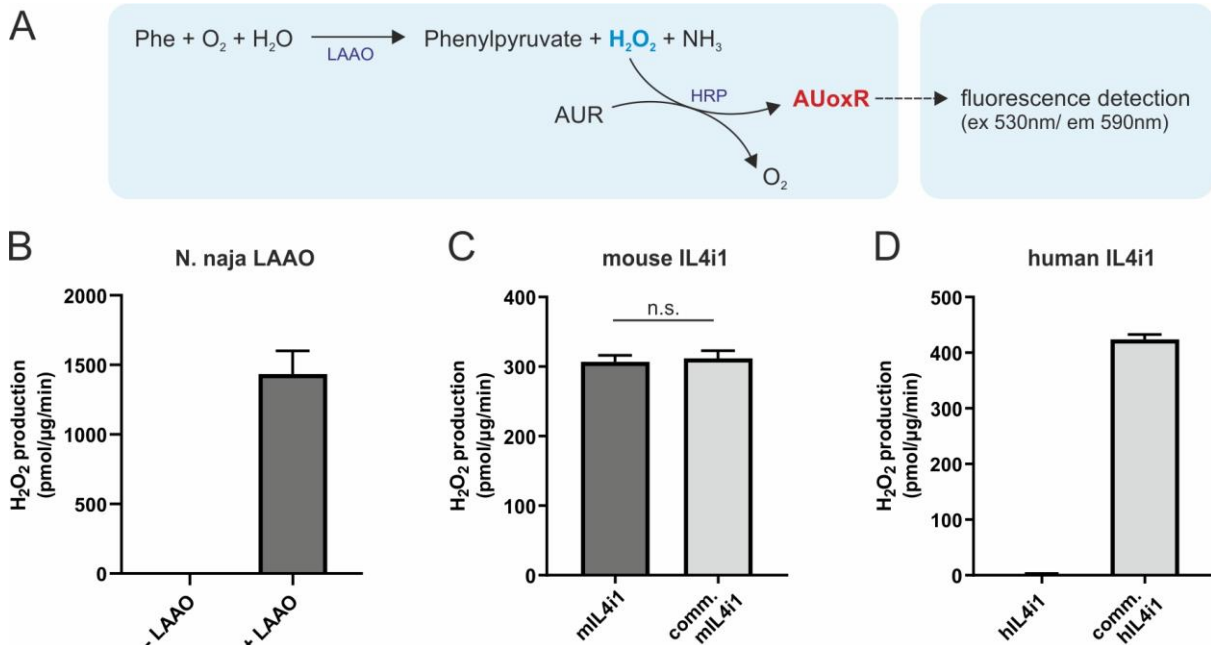 A
Phe + O₂ + H₂O
LAAO
Phenylpyruvate + H₂O₂ + NH₃
AUR
HRP
AUoxR
O₂
fluorescence detection
(ex 530nm/ em 590nm)
B
N. naja LAAO
H₂O₂ production
(pmol/µg/min)
2000
1500
1000
500
0
- LAAO
+ LAAO
C
mouse IL4i1
H₂O₂ production
(pmol/µg/min)
400
300
200
100
0
n.s.
mIL4i1
comm.
mIL4i1
D
human IL4i1
H₂O₂ production
(pmol/µg/min)
500
400
300
200
100
0
hIL4i1
comm.
hIL4i1